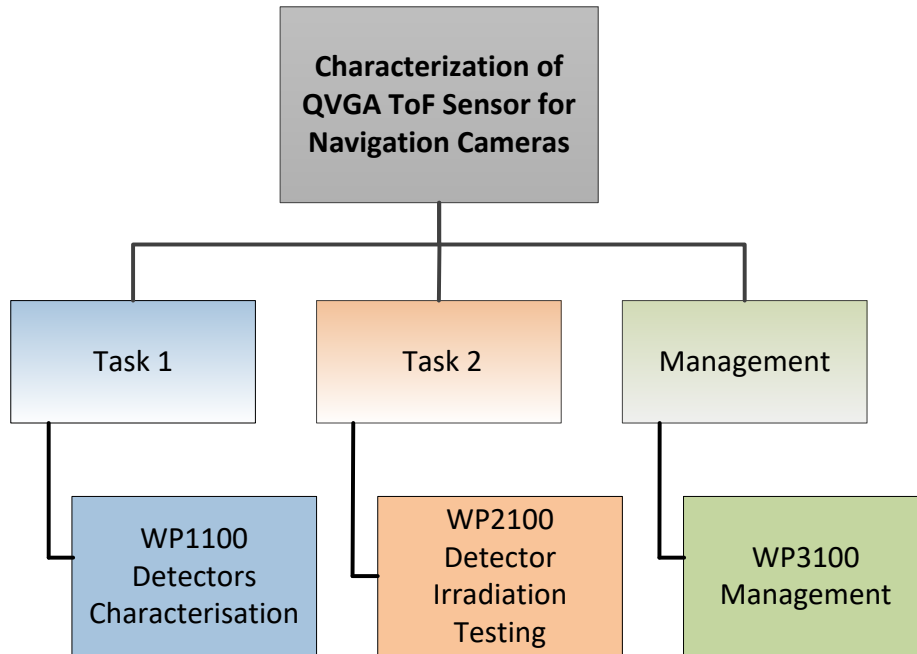 Characterization of
QVGA ToF Sensor for
Navigation Cameras
Task 1
Task 2
Management
WP1100
Detectors
Characterisation
WP2100
Detector
Irradiation
Testing
WP3100
Management